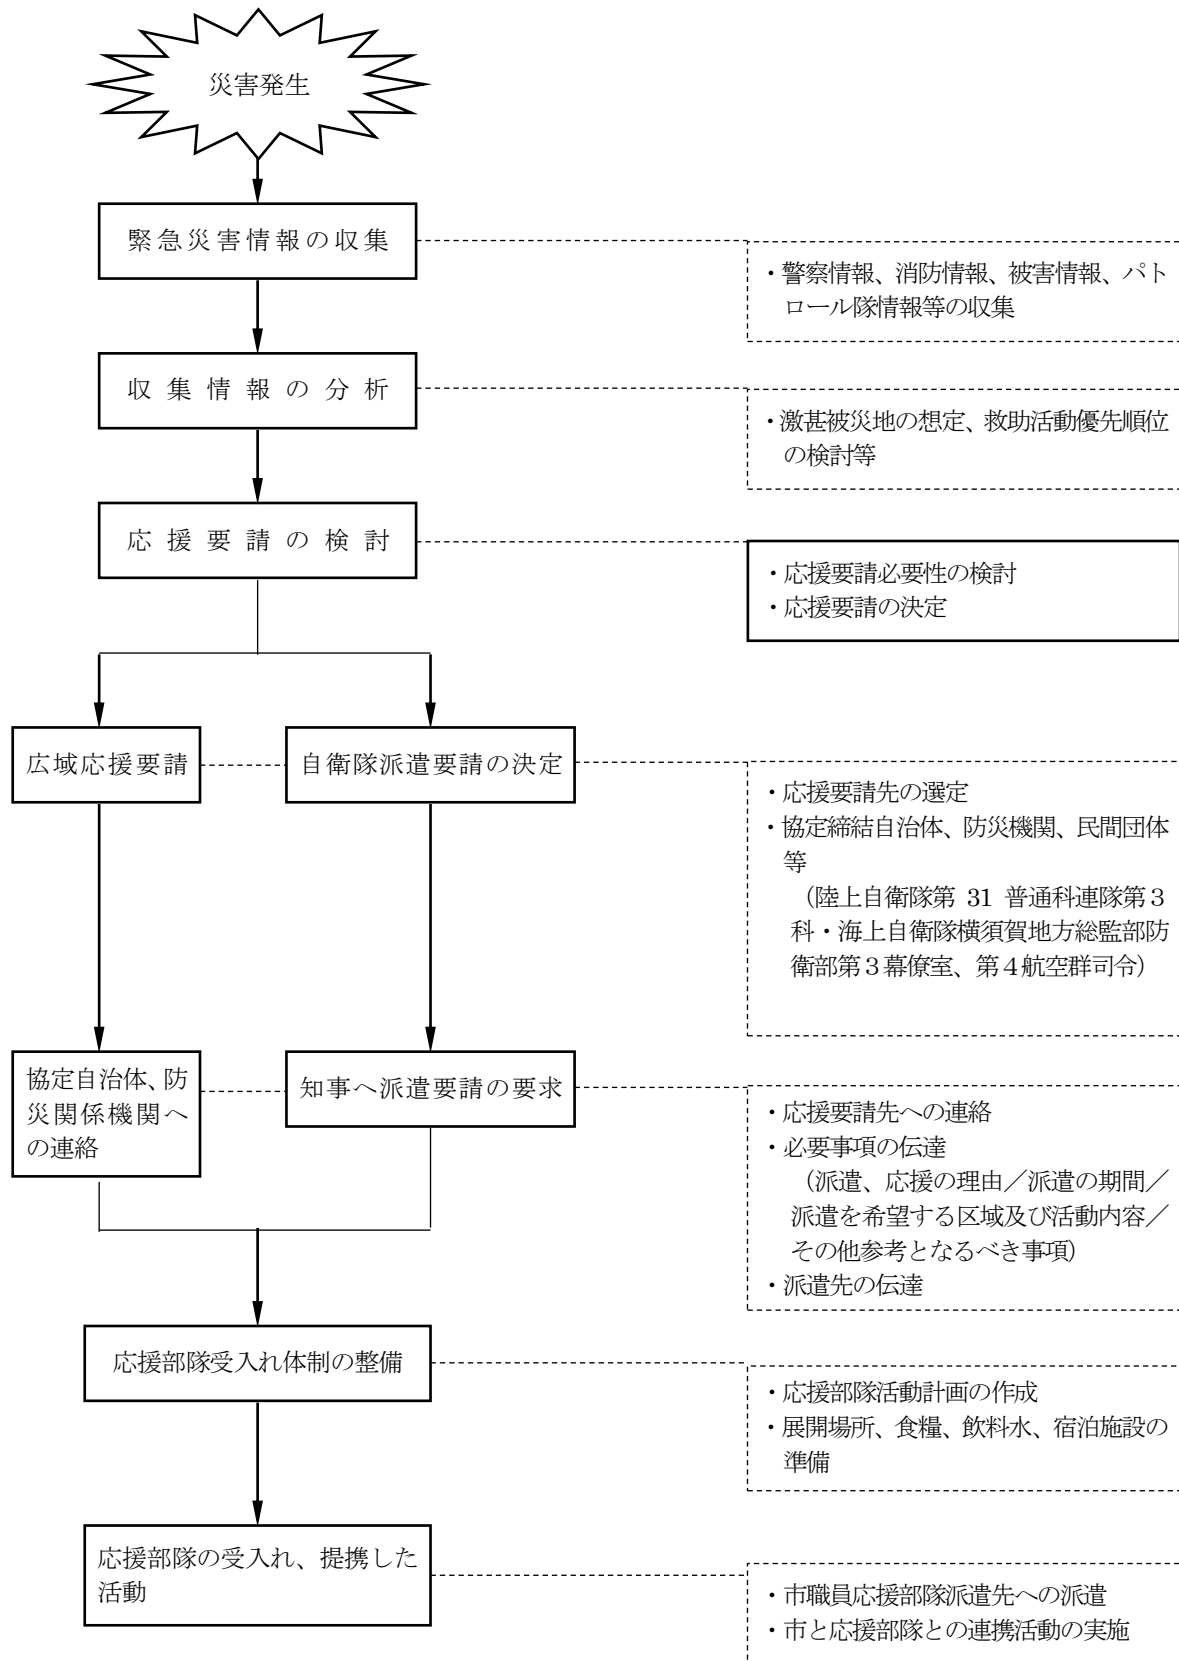 災害発生
緊急災害情報の収集
・警察情報、消防情報、被害情報、パト
ロール隊情報等の収集
収集情報の分析
・激甚被災地の想定、救助活動優先順位
の検討等
応援要請の検討
・応援要請必要性の検討
・応援要請の決定
広域応援要請
自衛隊派遣要請の決定
・応援要請先の選定
・協定締結自治体、防災機関、民間団体
等
（陸上自衛隊第 31 普通科連隊第３
科・海上自衛隊横須賀地方総監部防
衛部第３幕僚室、第４航空群司令）
協定自治体、防
災関係機関へ
の連絡
知事へ派遣要請の要求
・応援要請先への連絡
・必要事項の伝達
（派遣、応援の理由／派遣の期間／
派遣を希望する区域及び活動内容／
その他参考となるべき事項）
・派遣先の伝達
応援部隊受入れ体制の整備
・応援部隊活動計画の作成
・展開場所、食糧、飲料水、宿泊施設の
準備
応援部隊の受入れ、提携した
活動
・市職員応援部隊派遣先への派遣
・市と応援部隊との連携活動の実施